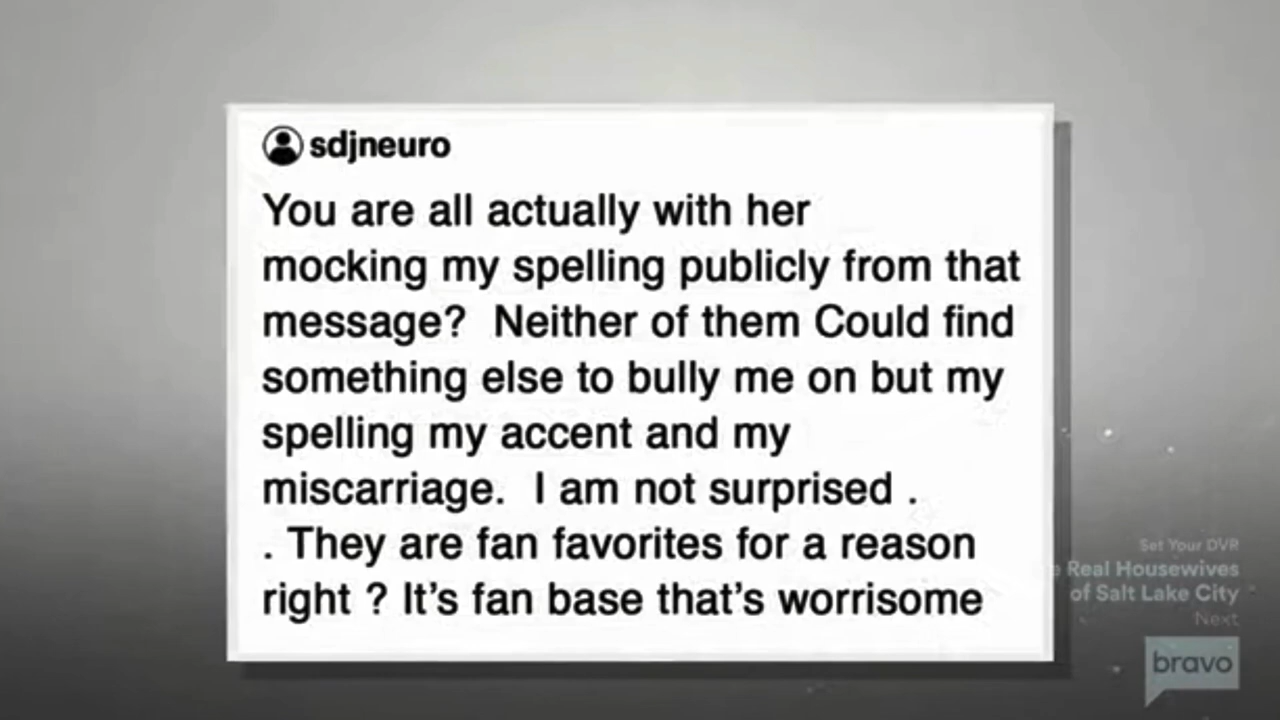 sdjneuro
You are all actually with her
mocking my spelling publicly from that
message?  Neither of them Could find
something else to bully me on but my
spelling my accent and my
miscarriage.  I am not surprised .
. They are fan favorites for a reason
right ? It's fan base that's worrisome
Set Your DVR
e Real Housewives
of Salt Lake City
Next
bravo